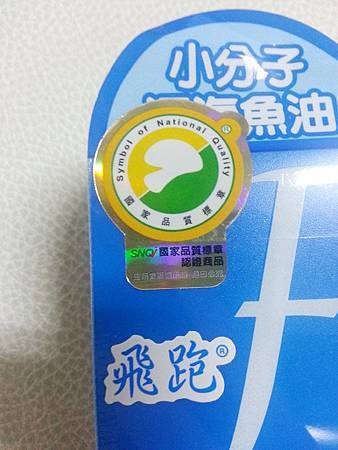 小分子
海魚油
Symbol of National Quality ®
國家品質標章
SNQ 國家品質標章
認證商品
飛跑®